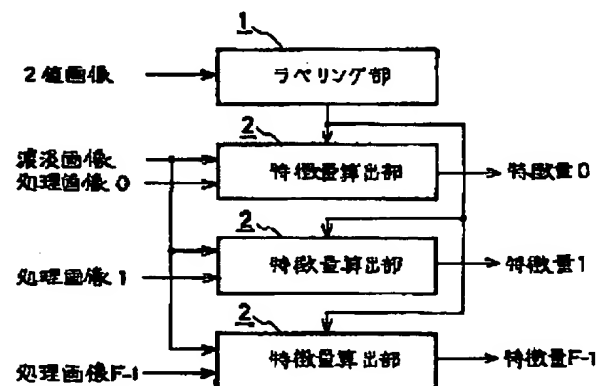 1
2値画像
ラベリング部
2
濃淡画像
処理画像0
特徴量算出部
特徴量0
2
処理画像1
特徴量算出部
特徴量1
2
処理画像F-1
特徴量算出部
特徴量F-1